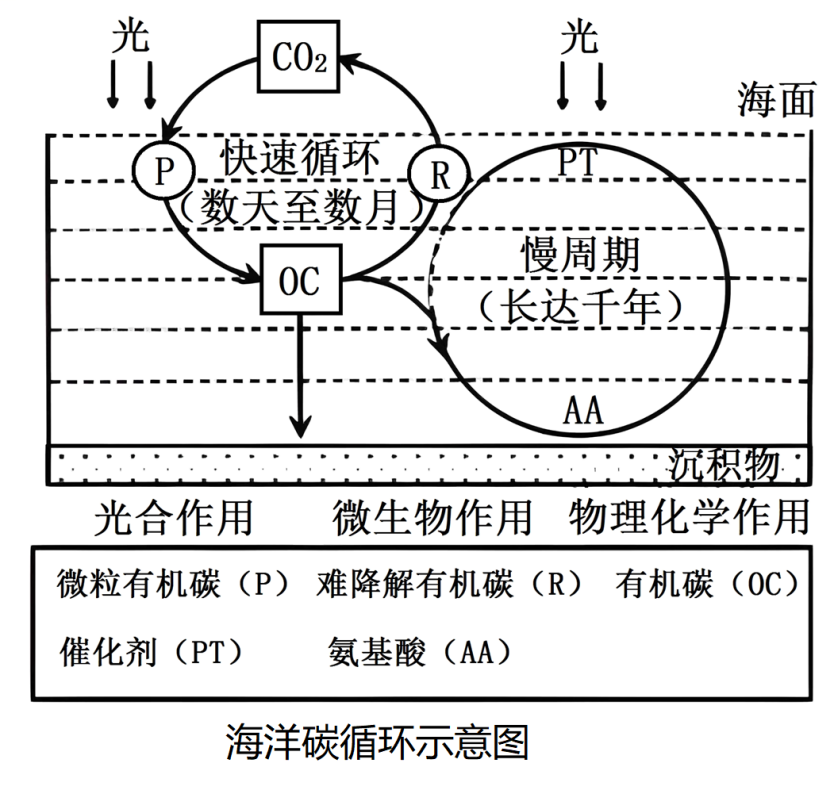 光
CO₂
光
海面
P
快速循环
R
PT
（数天至数月）
OC
慢周期
（长达千年）
AA
沉积物
光合作用 微生物作用 物理化学作用
微粒有机碳（P） 难降解有机碳（R） 有机碳（OC）
催化剂（PT） 氨基酸（AA）
海洋碳循环示意图